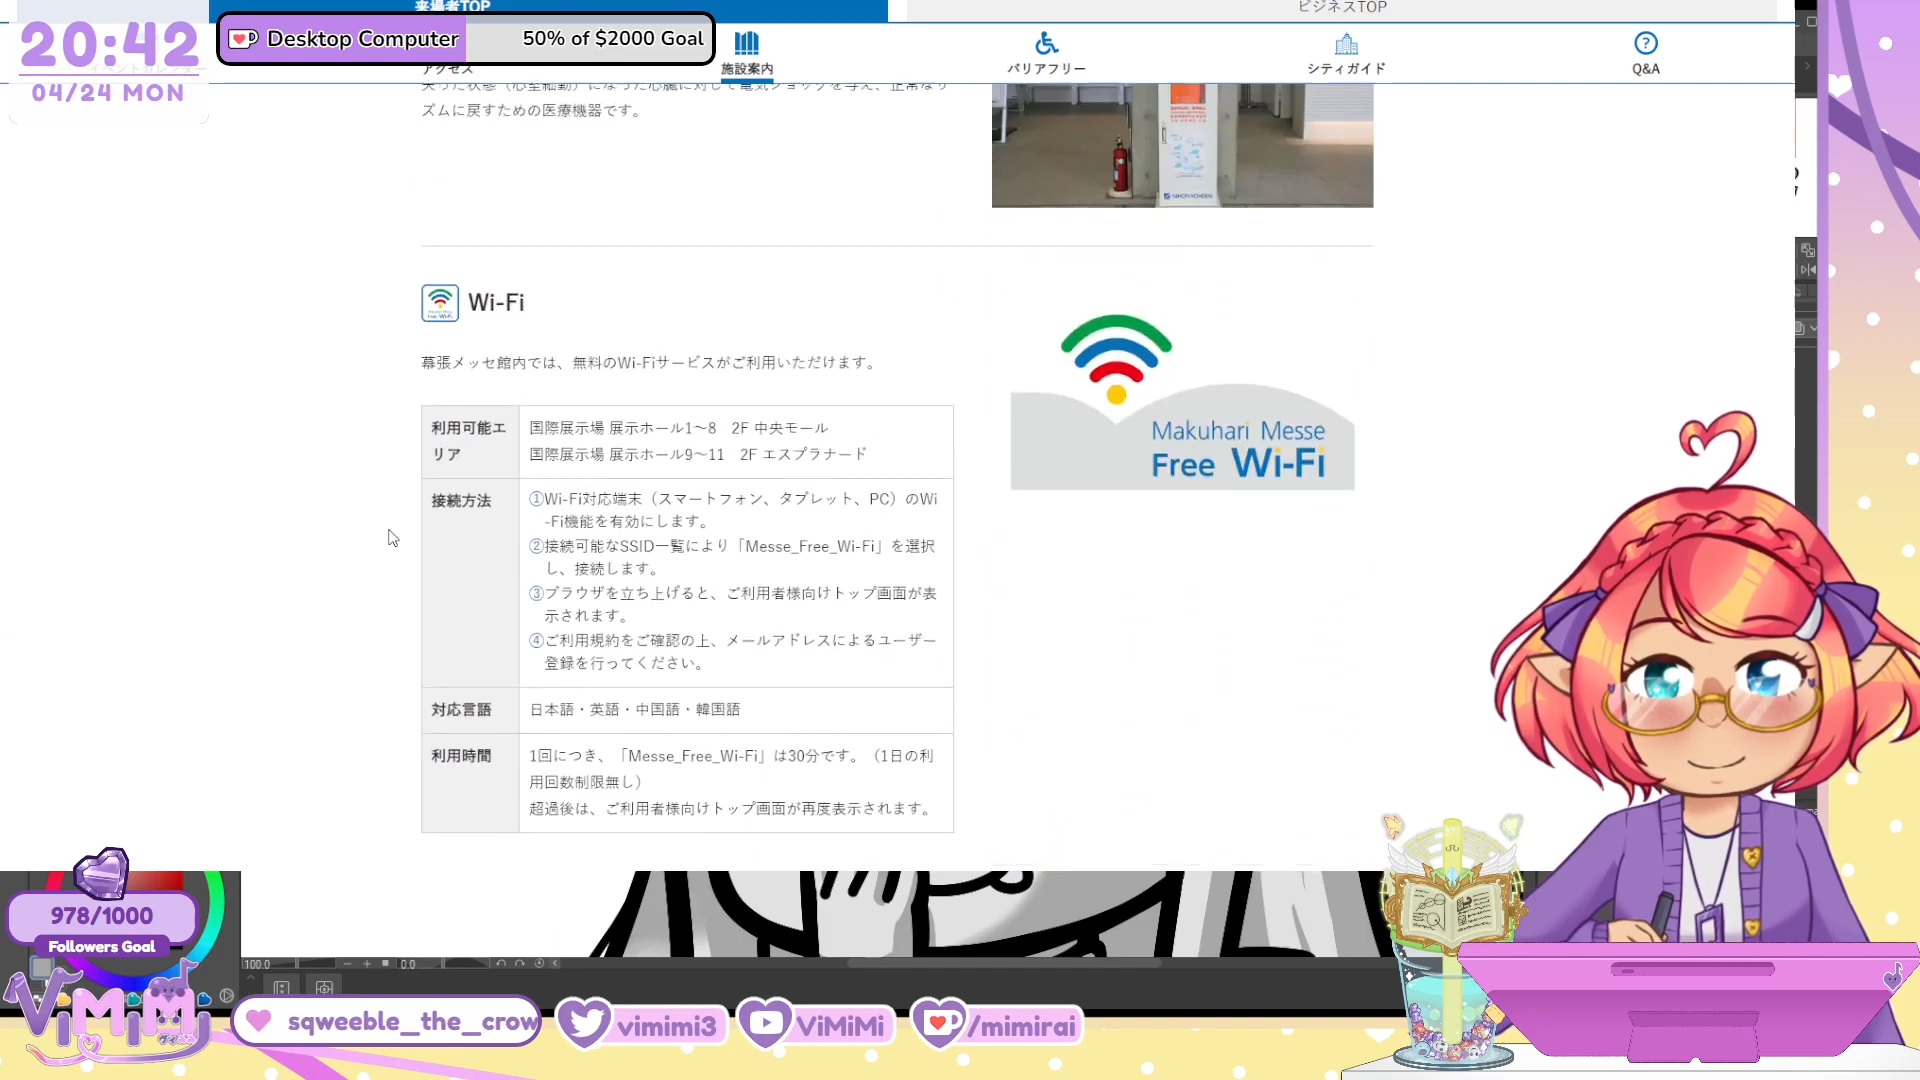 来場者TOP
ビジネスTOP
20:42
04/24 MON
Desktop Computer
50% of $2000 Goal
アクセス
施設案内
バリアフリー
シティガイド
Q&A
ズムに戻すための医療機器です。
NIHON KOHDEN
Wi-Fi
幕張メッセ館内では、無料のWi-Fiサービスがご利用いただけます。
Makuhari Messe
Free Wi-Fi
利用可能エ
リア
国際展示場 展示ホール1～8　2F 中央モール
国際展示場 展示ホール9～11　2F エスプラナード
接続方法
①Wi-Fi対応端末（スマートフォン、タブレット、PC）のWi
-Fi機能を有効にします。
②接続可能なSSID一覧により「Messe_Free_Wi-Fi」を選択
し、接続します。
③ブラウザを立ち上げると、ご利用者様向けトップ画面が表
示されます。
④ご利用規約をご確認の上、メールアドレスによるユーザー
登録を行ってください。
対応言語
日本語・英語・中国語・韓国語
利用時間
1回につき、「Messe_Free_Wi-Fi」は30分です。（1日の利
用回数制限無し）
超過後は、ご利用者様向けトップ画面が再度表示されます。
978/1000
Followers Goal
100.0
0.0
ViMiMi
sqweeble_the_crow
vimimi3
ViMiMi
/mimirai